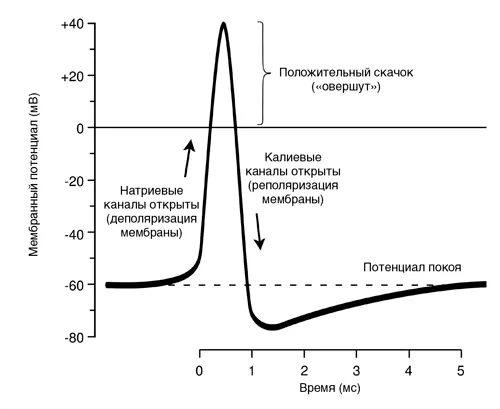 Мембранный потенциал (мВ)
+40
+20
0
-20
-40
-60
-80
Положительный скачок
(«овершут»)
Натриевые
каналы открыты
(деполяризация
мембраны)
Калиевые
каналы открыты
(реполяризация
мембраны)
Потенциал покоя
0 1 2 3 4 5
Время (мс)